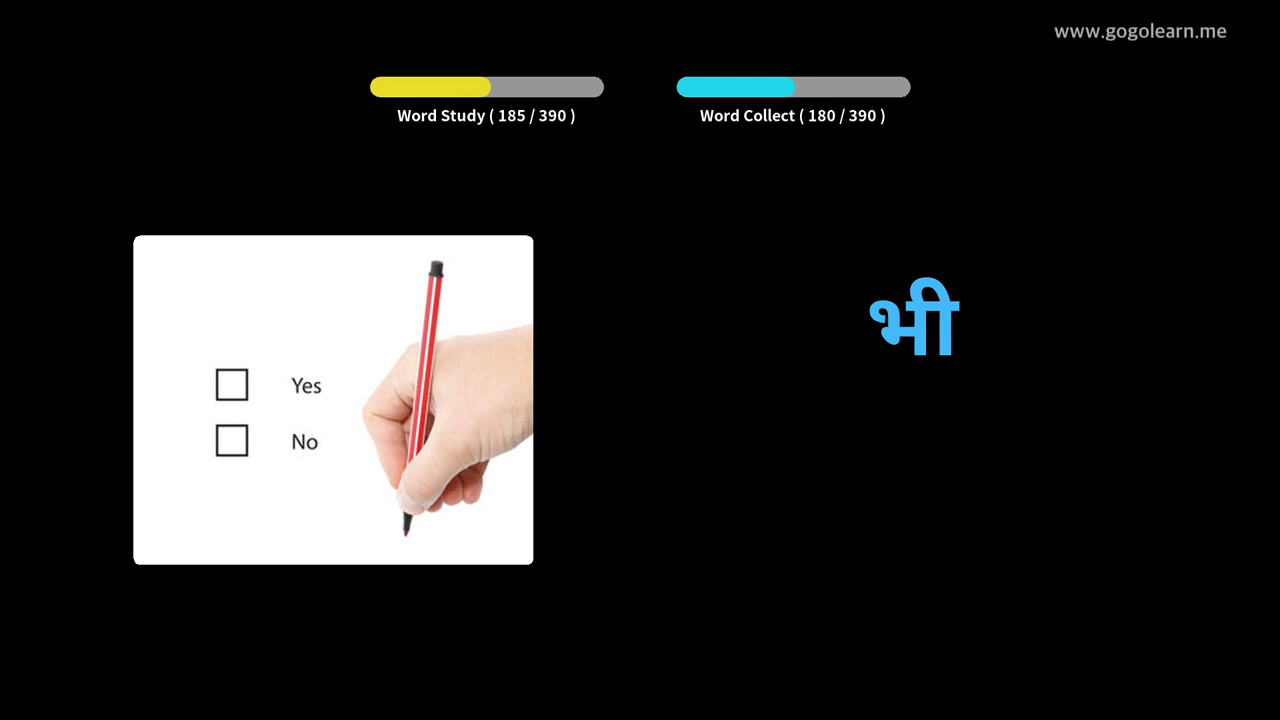 www.gogolearn.me
Word Study ( 185 / 390 )
Word Collect ( 180 / 390 )
Yes
No
भी